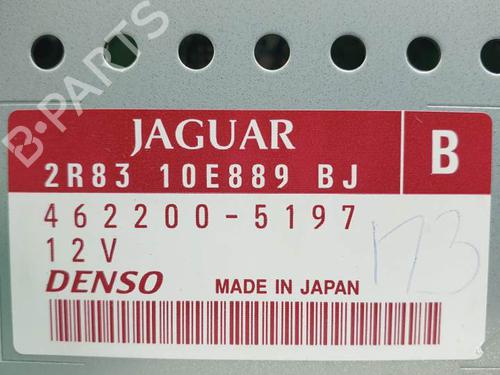 B-PARTS
JAGUAR
B
2R83 10E889 BJ
462200-5197
12V
173
DENSO MADE IN JAPAN